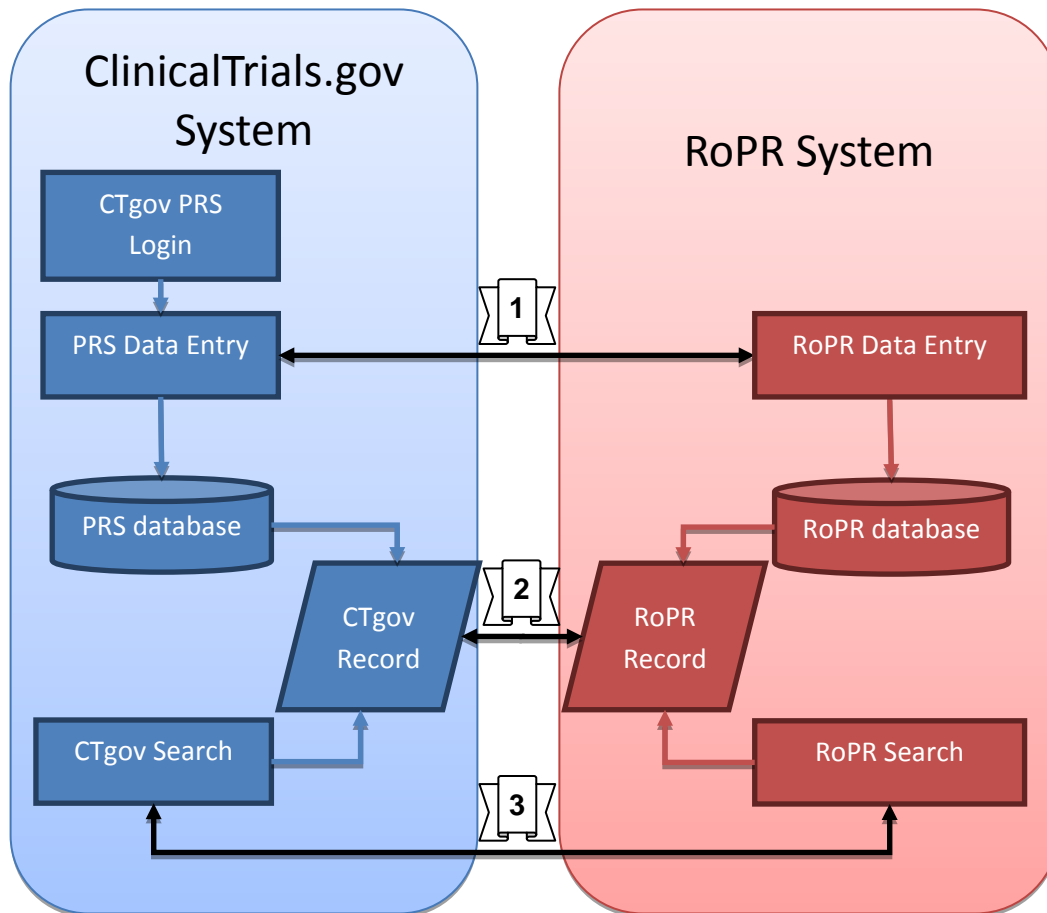 ClinicalTrials.gov
System
CTgov PRS
Login
PRS Data Entry
PRS database
CTgov
Record
CTgov Search
1
2
3
RoPR System
RoPR Data Entry
RoPR database
RoPR
Record
RoPR Search